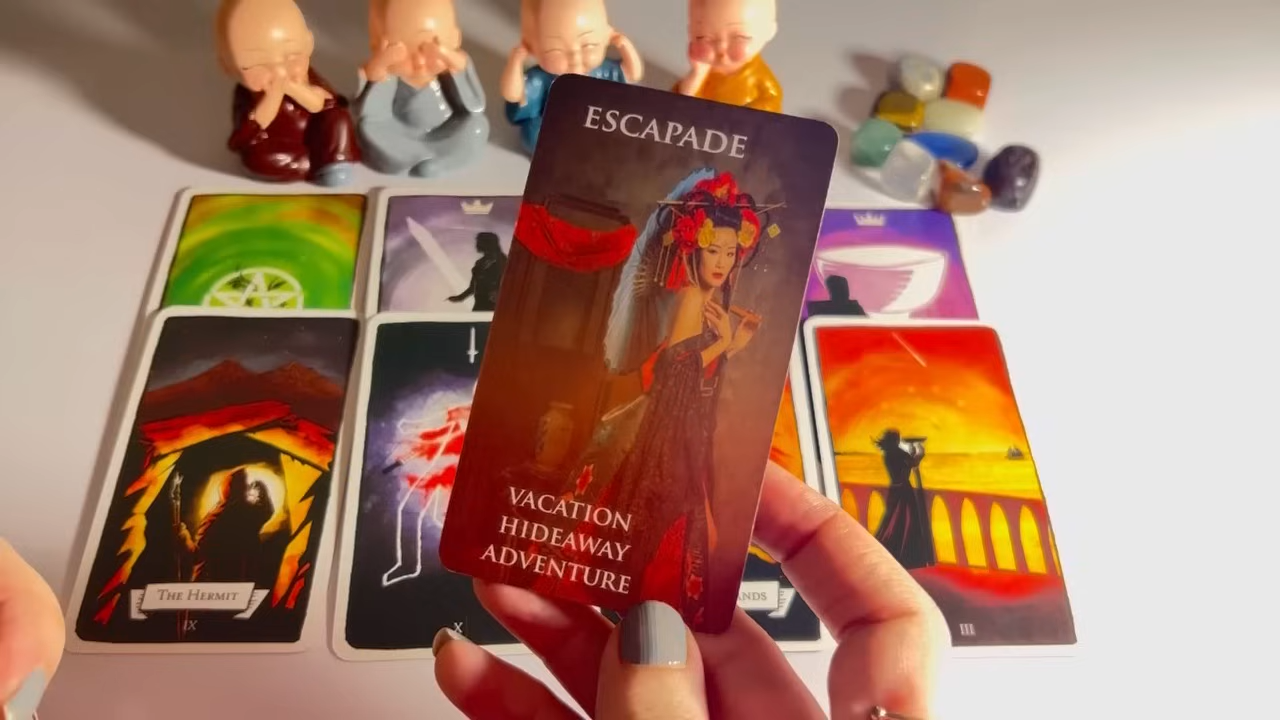 ESCAPADE
VACATION
HIDEAWAY
ADVENTURE
THE HERMIT
IX
X
NDS
III